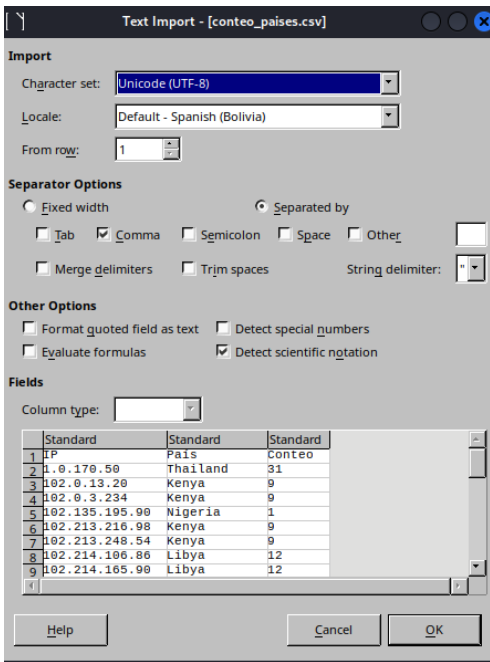 Text Import - [conteo_paises.csv]
Import
Character set: Unicode (UTF-8)
Locale: Default - Spanish (Bolivia)
From row: 1
Separator Options
Fixed width Separated by
Tab Comma Semicolon Space Other
Merge delimiters Trim spaces String delimiter: "
Other Options
Format quoted field as text Detect special numbers
Evaluate formulas Detect scientific notation
Fields
Column type:
Standard Standard Standard
1 IP País Conteo
2 1.0.170.50 Thailand 31
3 102.0.13.20 Kenya 9
4 102.0.3.234 Kenya 9
5 102.135.195.90 Nigeria 1
6 102.213.216.98 Kenya 9
7 102.213.248.54 Kenya 9
8 102.214.106.86 Libya 12
9 102.214.165.90 Libya 12
Help Cancel OK